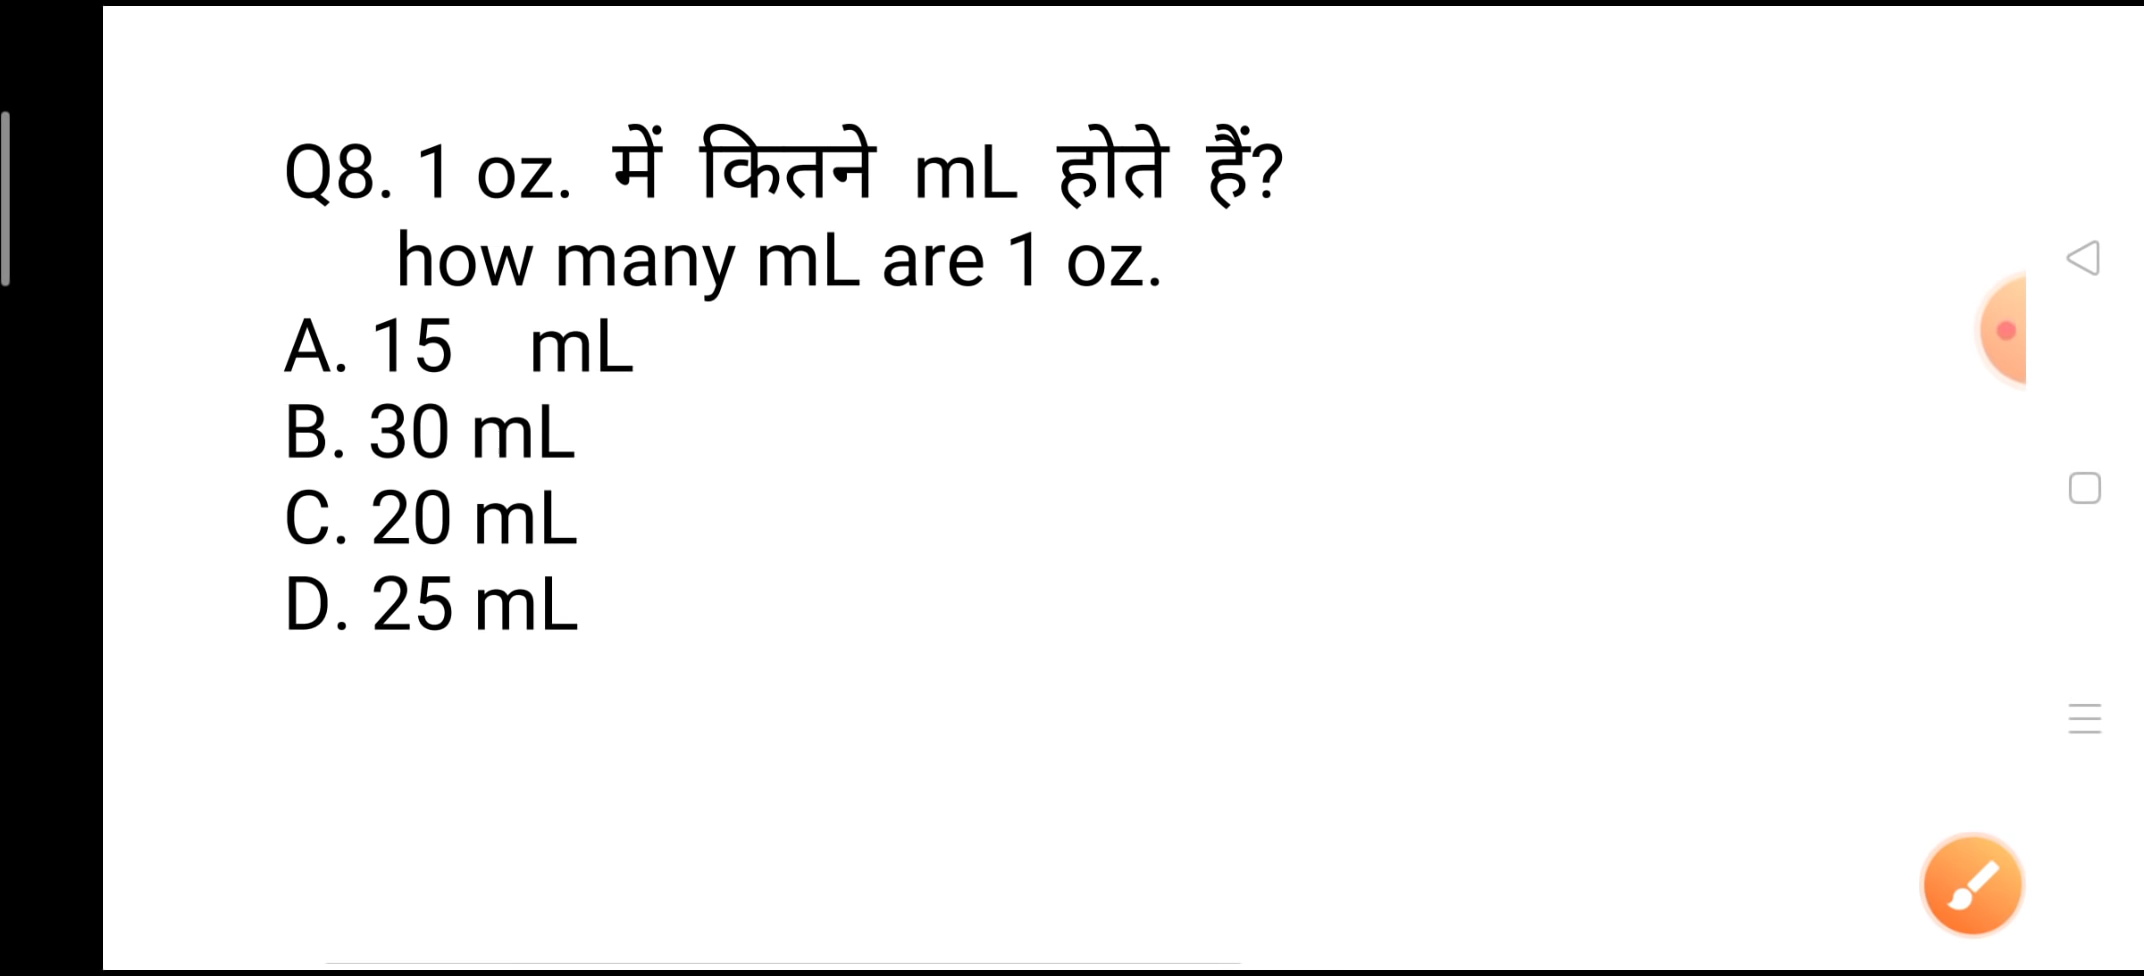 Q8. 1 oz. में कितने mL होते हैं?
how many mL are 1 oz.
A. 15 mL
B. 30 mL
C. 20 mL
D. 25 mL